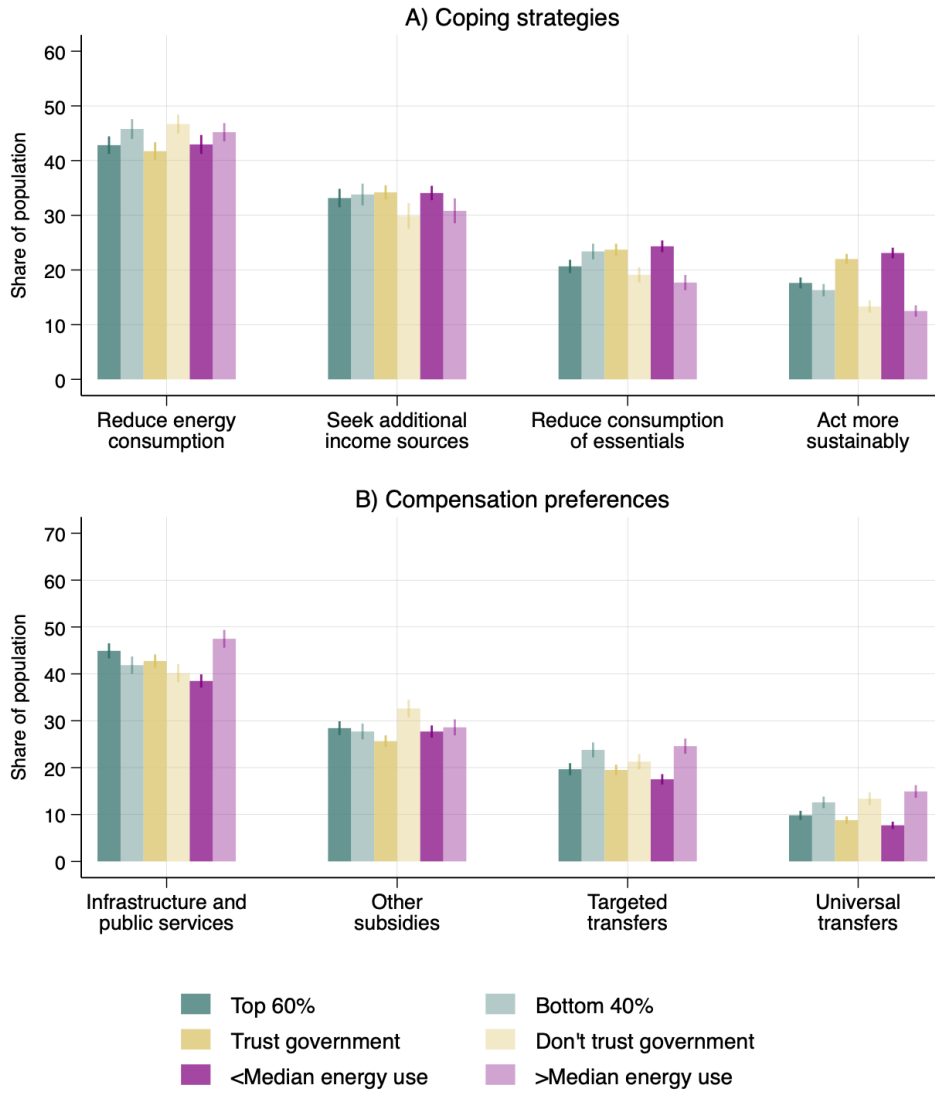 A) Coping strategies
60
50
40
30
20
10
0
Share of population
Reduce energy
consumption
Seek additional
income sources
Reduce consumption
of essentials
Act more
sustainably
B) Compensation preferences
70
60
50
40
30
20
10
0
Share of population
Infrastructure and
public services
Other
subsidies
Targeted
transfers
Universal
transfers
Top 60%
Bottom 40%
Trust government
Don't trust government
<Median energy use
>Median energy use